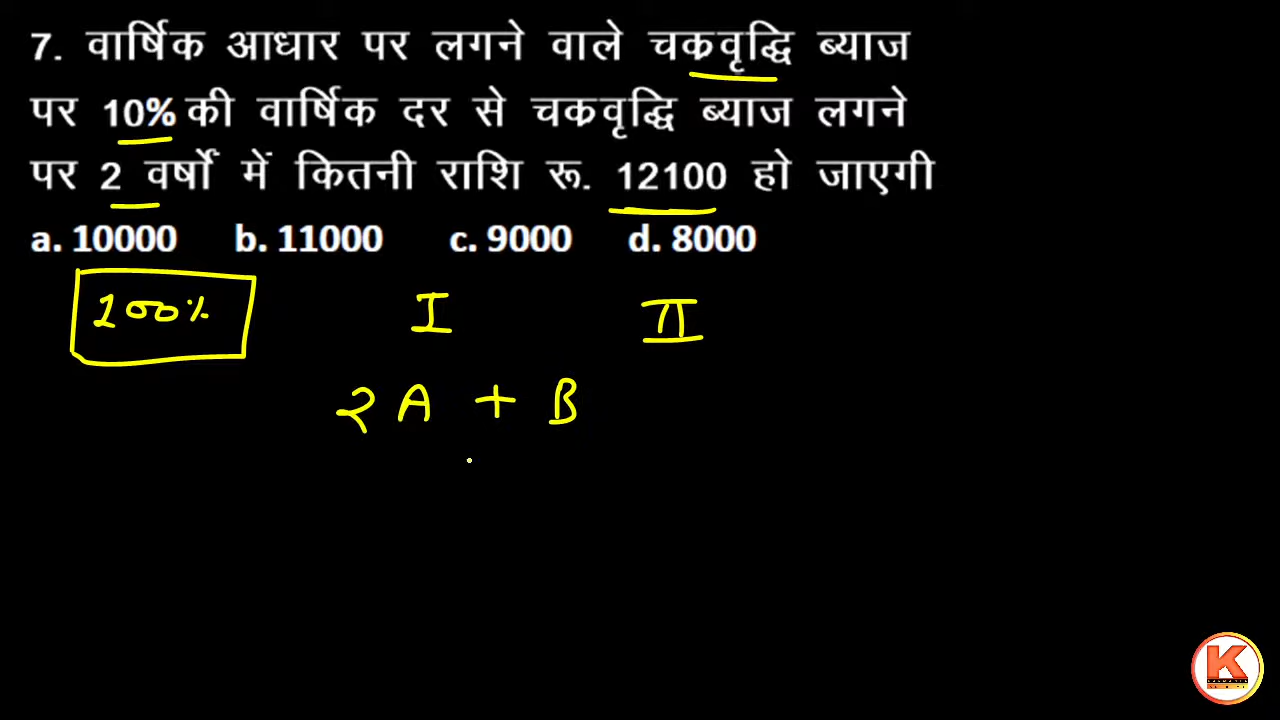 7. वार्षिक आधार पर लगने वाले चकवृद्धि ब्याज
पर 10% की वार्षिक दर से चकवृद्धि ब्याज लगने
पर 2 वर्षों में कितनी राशि रू. 12100 हो जाएगी
a. 10000 b. 11000 c. 9000 d. 8000
100% I II
2A + B
K